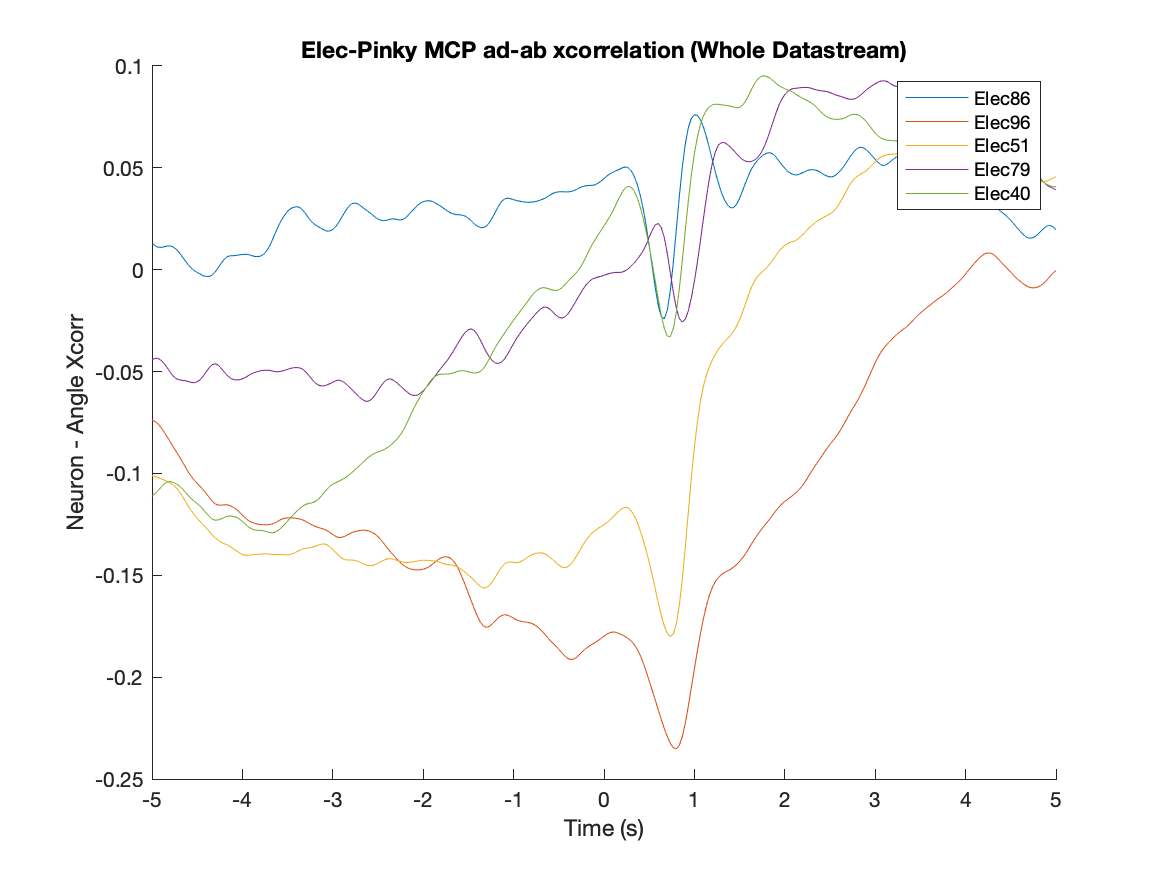 Elec-Pinky MCP ad-ab xcorrelation (Whole Datastream)
0.1
0.05
0
-0.05
-0.1
-0.15
-0.2
-0.25
Neuron - Angle Xcorr
Elec86
Elec96
Elec51
Elec79
Elec40
-5 -4 -3 -2 -1 0 1 2 3 4 5
Time (s)